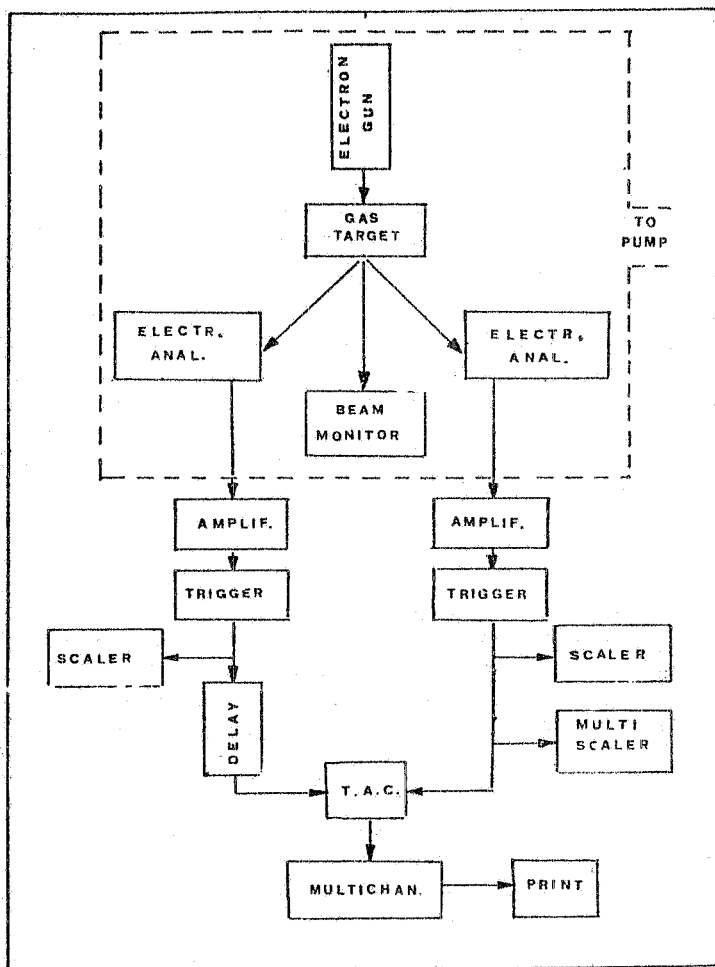 ELECTRON
GUN
GAS
TARGET
TO
PUMP
ELECTR.
ANAL.
ELECTR.
ANAL.
BEAM
MONITOR
AMPLIF.
AMPLIF.
TRIGGER
TRIGGER
SCALER
SCALER
DELAY
MULTI
SCALER
T.A.C.
MULTICHAN.
PRINT